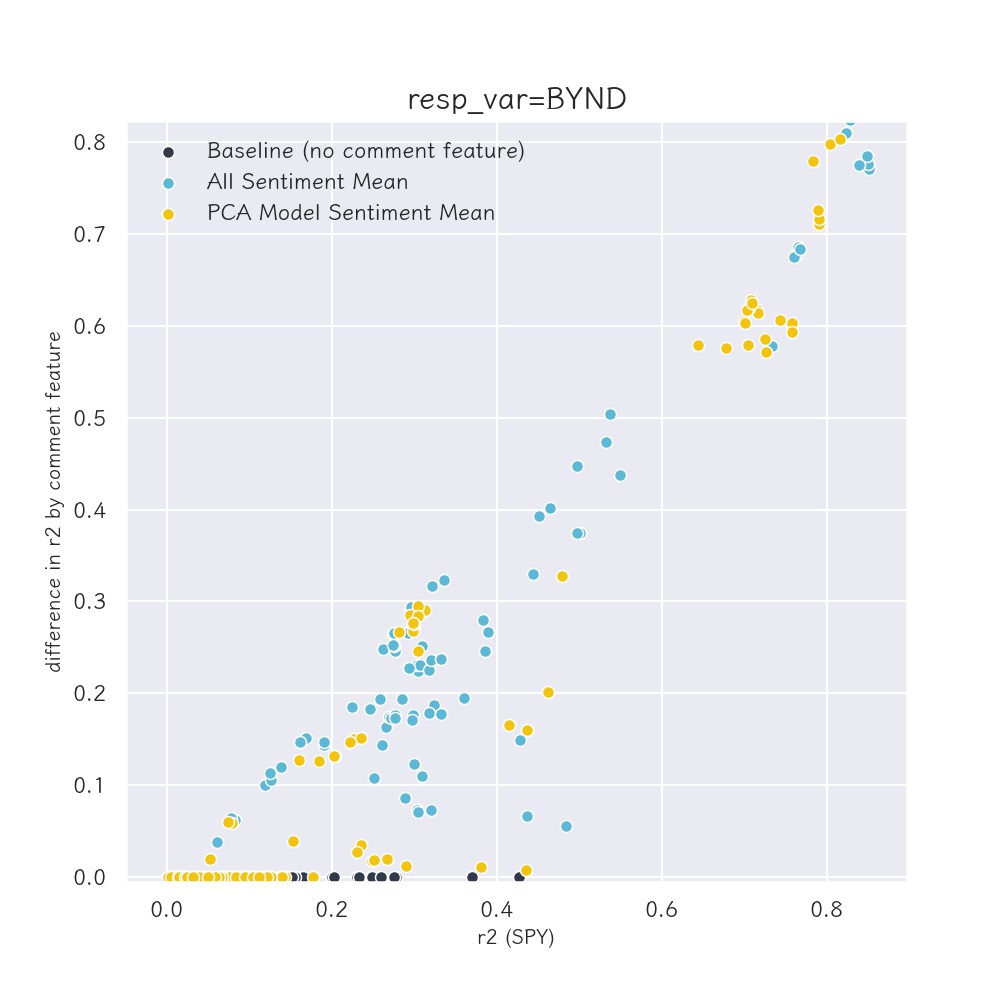 resp_var=BYND
Baseline (no comment feature)
All Sentiment Mean
PCA Model Sentiment Mean
difference in r2 by comment feature
0.8
0.7
0.6
0.5
0.4
0.3
0.2
0.1
0.0
0.0 0.2 0.4 0.6 0.8
r2 (SPY)